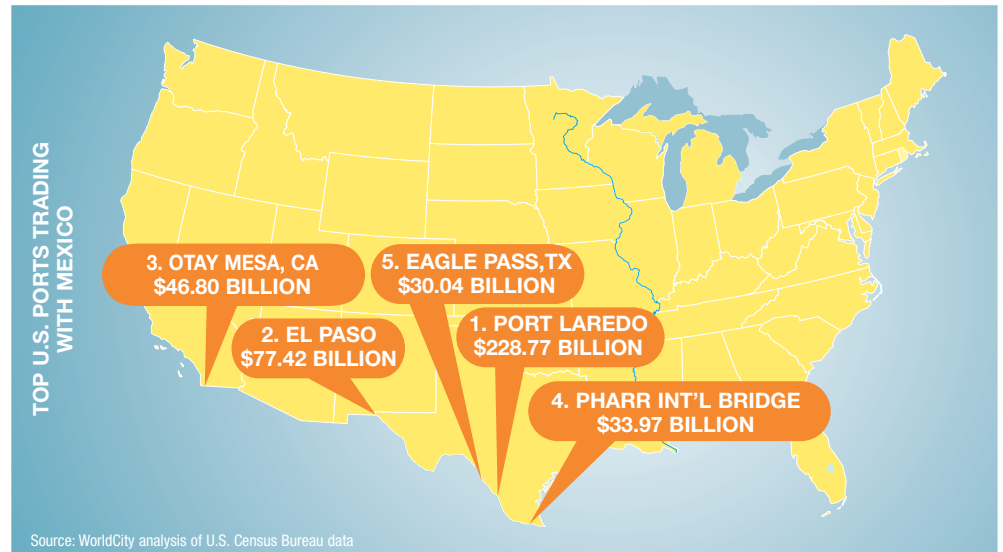 TOP U.S. PORTS TRADING
WITH MEXICO
3. OTAY MESA, CA
$46.80 BILLION
5. EAGLE PASS,TX
$30.04 BILLION
2. EL PASO
$77.42 BILLION
1. PORT LAREDO
$228.77 BILLION
4. PHARR INT'L BRIDGE
$33.97 BILLION
Source: WorldCity analysis of U.S. Census Bureau data